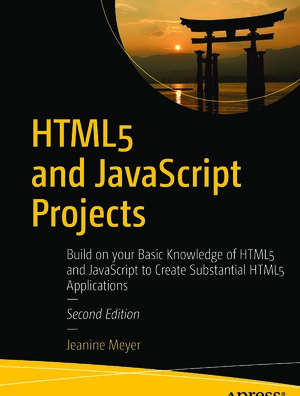 HTML5
and JavaScript
Projects
Build on your Basic Knowledge of HTML5
and JavaScript to Create Substantial HTML5
Applications
—
Second Edition
—
Jeanine Meyer
Apress®